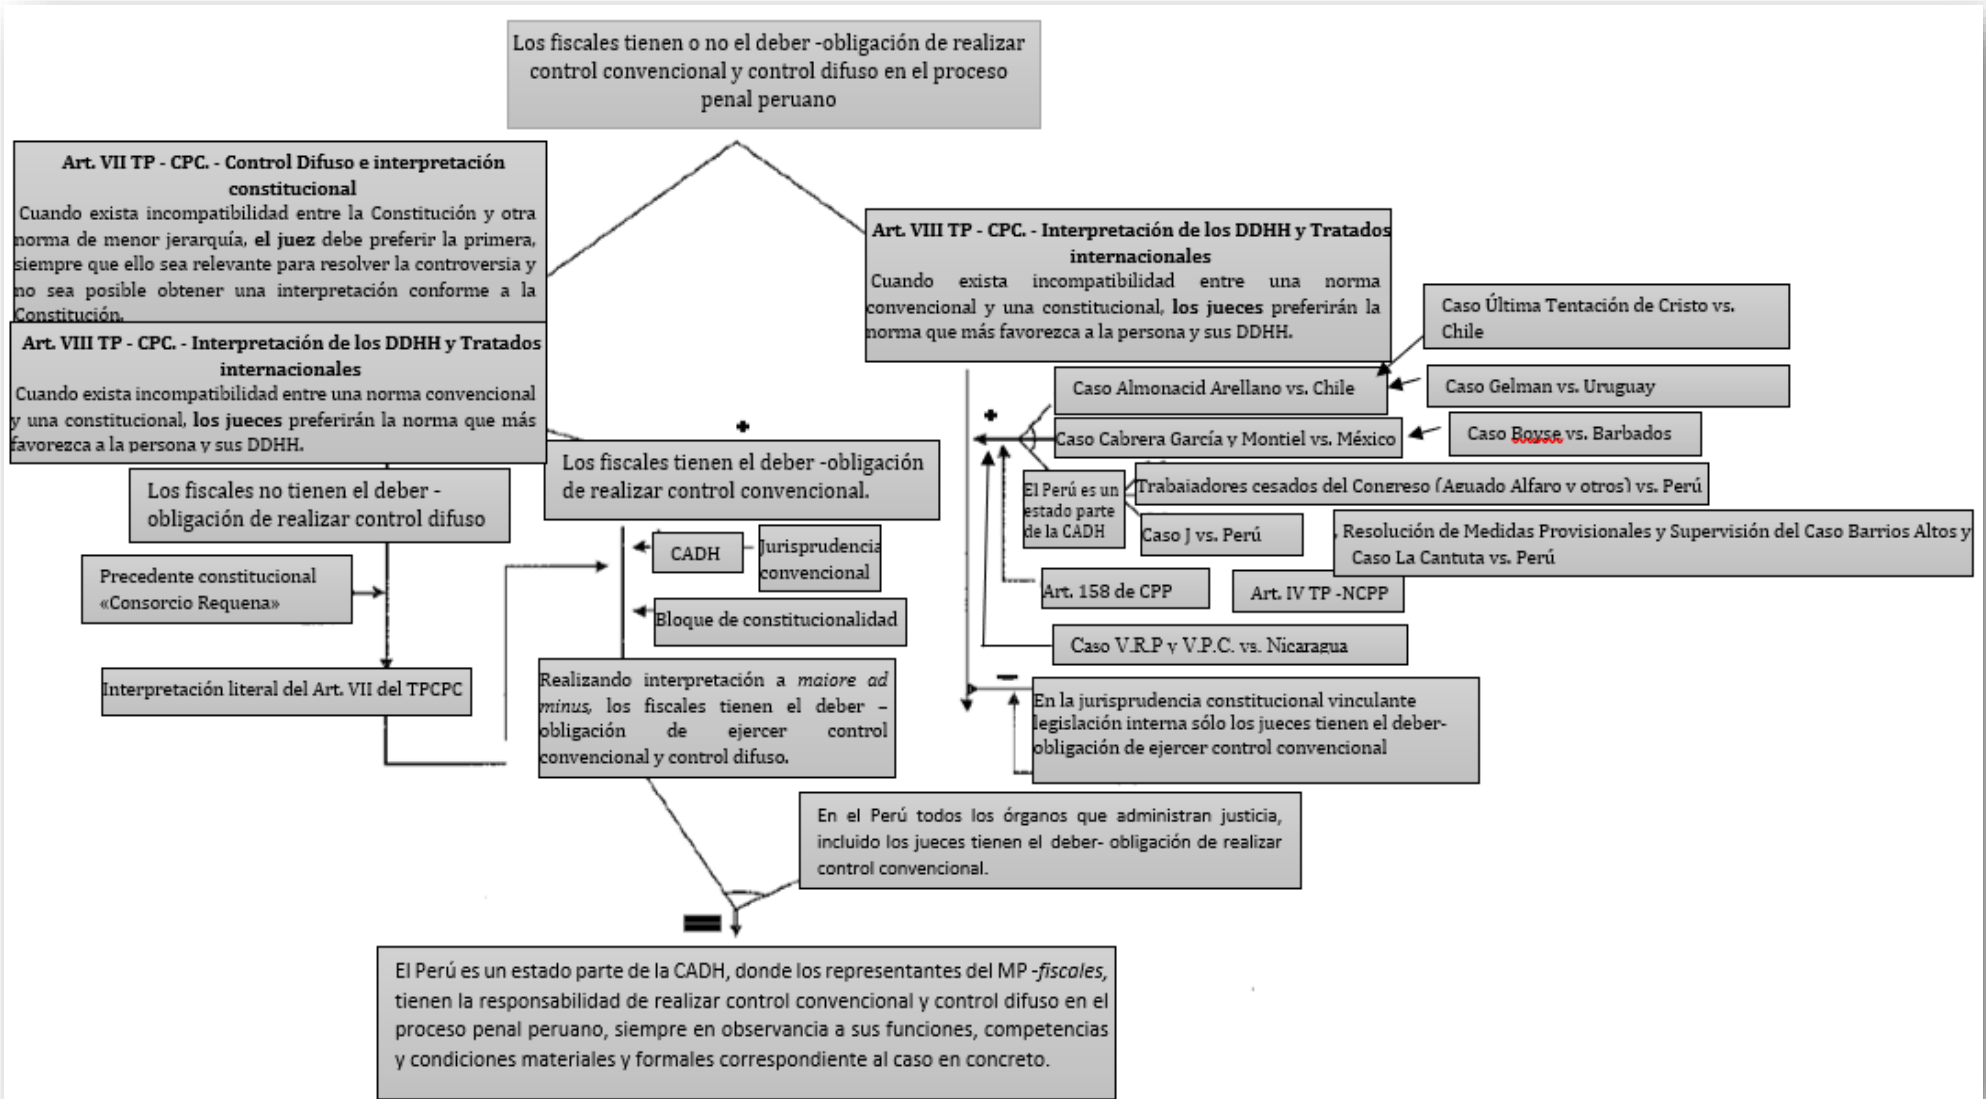 Los fiscales tienen o no el deber -obligación de realizar
control convencional y control difuso en el proceso
penal peruano
Art. VII TP - CPC. - Control Difuso e interpretación
constitucional
Cuando exista incompatibilidad entre la Constitución y otra
norma de menor jerarquía, el juez debe preferir la primera,
siempre que ello sea relevante para resolver la controversia y
no sea posible obtener una interpretación conforme a la
Constitución.
Art. VIII TP - CPC. - Interpretación de los DDHH y Tratados
internacionales
Cuando exista incompatibilidad entre una norma convencional
y una constitucional, los jueces preferirán la norma que más
favorezca a la persona y sus DDHH.
Los fiscales no tienen el deber -
obligación de realizar control difuso
Precedente constitucional
«Consorcio Requena»
Interpretación literal del Art. VII del TPCPC
+
Los fiscales tienen el deber -obligación
de realizar control convencional.
CADH
Jurisprudencia
convencional
Bloque de constitucionalidad
Realizando interpretación a maiore ad
minus, los fiscales tienen el deber –
obligación de ejercer control
convencional y control difuso.
Art. VIII TP - CPC. - Interpretación de los DDHH y Tratados
internacionales
Cuando exista incompatibilidad entre una norma
convencional y una constitucional, los jueces preferirán la
norma que más favorezca a la persona y sus DDHH.
Caso Última Tentación de Cristo vs.
Chile
Caso Almonacid Arellano vs. Chile
Caso Gelman vs. Uruguay
+
Caso Cabrera García y Montiel vs. México
Caso Boyse vs. Barbados
El Perú es un
estado parte
de la CADH
Trabajadores cesados del Congreso (Aguado Alfaro y otros) vs. Perú
Caso J vs. Perú
, Resolución de Medidas Provisionales y Supervisión del Caso Barrios Altos y
Caso La Cantuta vs. Perú
Art. 158 de CPP
Art. IV TP -NCPP
Caso V.R.P y V.P.C. vs. Nicaragua
–
En la jurisprudencia constitucional vinculante
legislación interna sólo los jueces tienen el deber-
obligación de ejercer control convencional
En el Perú todos los órganos que administran justicia,
incluido los jueces tienen el deber- obligación de realizar
control convencional.
=
El Perú es un estado parte de la CADH, donde los representantes del MP -fiscales,
tienen la responsabilidad de realizar control convencional y control difuso en el
proceso penal peruano, siempre en observancia a sus funciones, competencias
y condiciones materiales y formales correspondiente al caso en concreto.